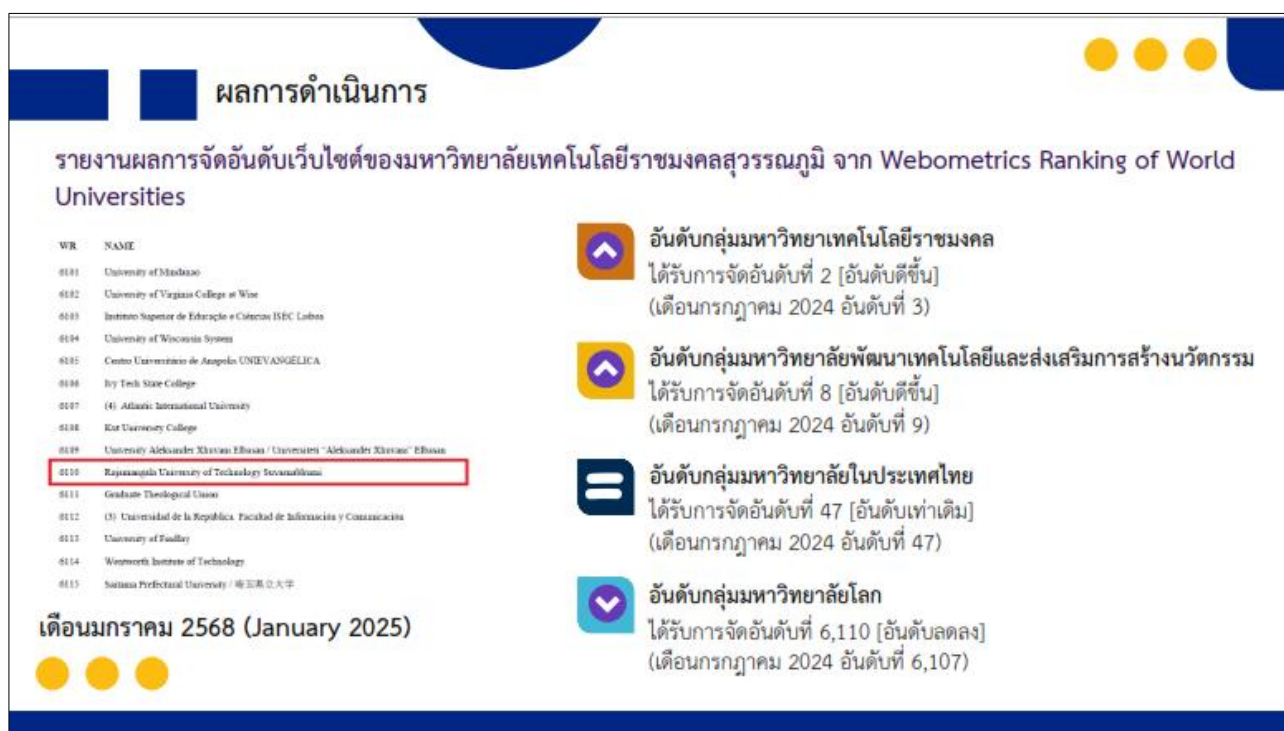 ผลการดำเนินการ
รายงานผลการจัดอันดับเว็บไซต์ของมหาวิทยาลัยเทคโนโลยีราชมงคลสุวรรณภูมิ จาก Webometrics Ranking of World
Universities
WR NAME
6101 University of Mindanao
6102 University of Virginia College at Wise
6103 Instituto Superior de Educação e Ciências ISEC Lisboa
6104 University of Wisconsin System
6105 Centro Universitário de Anapolis UNIEVANGÉLICA
6106 Ivy Tech State College
6107 (4) Atlantic International University
6108 Kut University College
6109 University Aleksander Xhuvani Elbasan / Universiteti "Aleksander Xhuvani" Elbasan
6110 Rajamangala University of Technology Suvarnabhumi
6111 Graduate Theological Union
6112 (3) Universidad de la República. Facultad de Información y Comunicación
6113 University of Findlay
6114 Wentworth Institute of Technology
6115 Saitama Prefectural University / 埼玉県立大学
เดือนมกราคม 2568 (January 2025)
อันดับกลุ่มมหาวิทยาเทคโนโลยีราชมงคล
ได้รับการจัดอันดับที่ 2 [อันดับดีขึ้น]
(เดือนกรกฎาคม 2024 อันดับที่ 3)
อันดับกลุ่มมหาวิทยาลัยพัฒนาเทคโนโลยีและส่งเสริมการสร้างนวัตกรรม
ได้รับการจัดอันดับที่ 8 [อันดับดีขึ้น]
(เดือนกรกฎาคม 2024 อันดับที่ 9)
อันดับกลุ่มมหาวิทยาลัยในประเทศไทย
ได้รับการจัดอันดับที่ 47 [อันดับเท่าเดิม]
(เดือนกรกฎาคม 2024 อันดับที่ 47)
อันดับกลุ่มมหาวิทยาลัยโลก
ได้รับการจัดอันดับที่ 6,110 [อันดับลดลง]
(เดือนกรกฎาคม 2024 อันดับที่ 6,107)